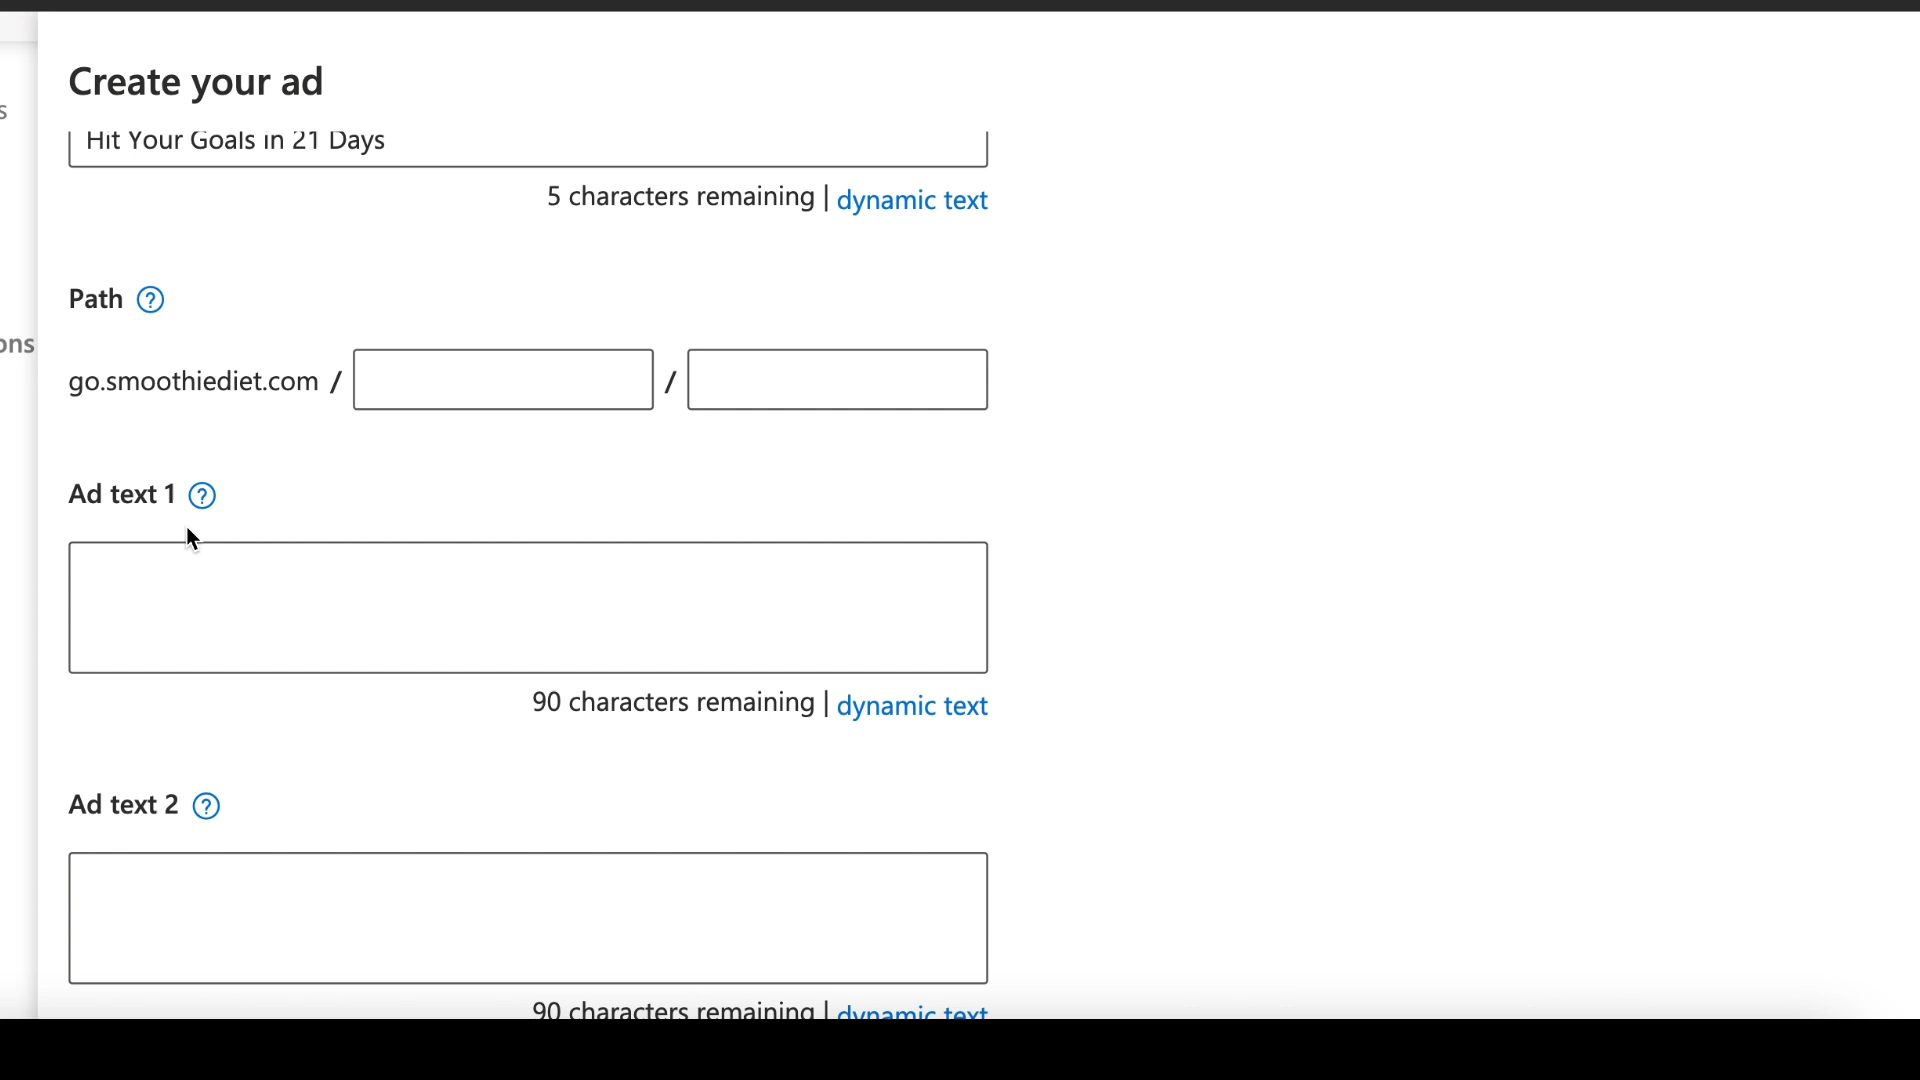 Create your ad
s
Hit Your Goals in 21 Days
5 characters remaining | dynamic text
Path ?
ons
go.smoothiediet.com / /
Ad text 1 ?
90 characters remaining | dynamic text
Ad text 2 ?
90 characters remaining | dynamic text